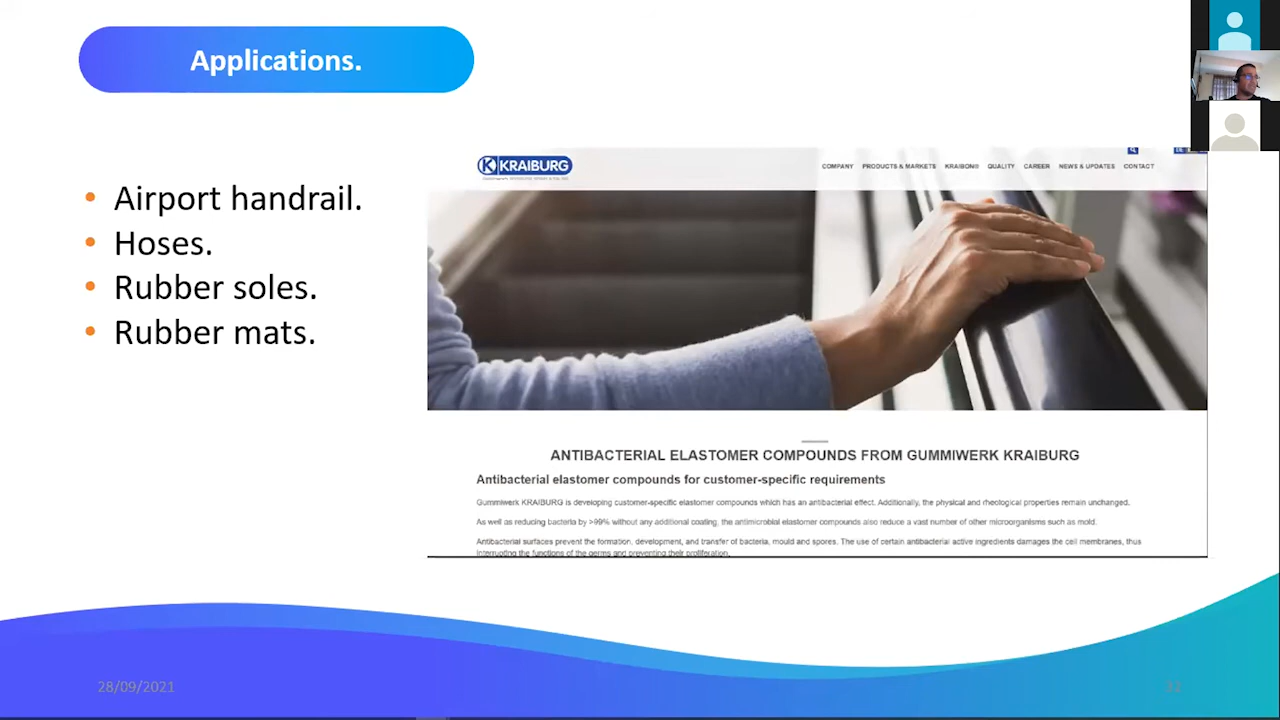 Applications.
Airport handrail.
Hoses.
Rubber soles.
Rubber mats.
KRAIBURG
COMPANY PRODUCTS & MARKETS KRAIBON® QUALITY CAREER NEWS & UPDATES CONTACT
ANTIBACTERIAL ELASTOMER COMPOUNDS FROM GUMMIWERK KRAIBURG
Antibacterial elastomer compounds for customer-specific requirements
Gummiwerk KRAIBURG is developing customer-specific elastomer compounds which has an antibacterial effect. Additionally, the physical and rheological properties remain unchanged.
As well as reducing bacteria by >99% without any additional coating, the antimicrobial elastomer compounds also reduce a vast number of other microorganisms such as mold.
Antibacterial surfaces prevent the formation, development, and transfer of bacteria, mould and spores. The use of certain antibacterial active ingredients damages the cell membranes, thus
interrupting the functions of the germs and preventing their proliferation.
28/09/2021
32